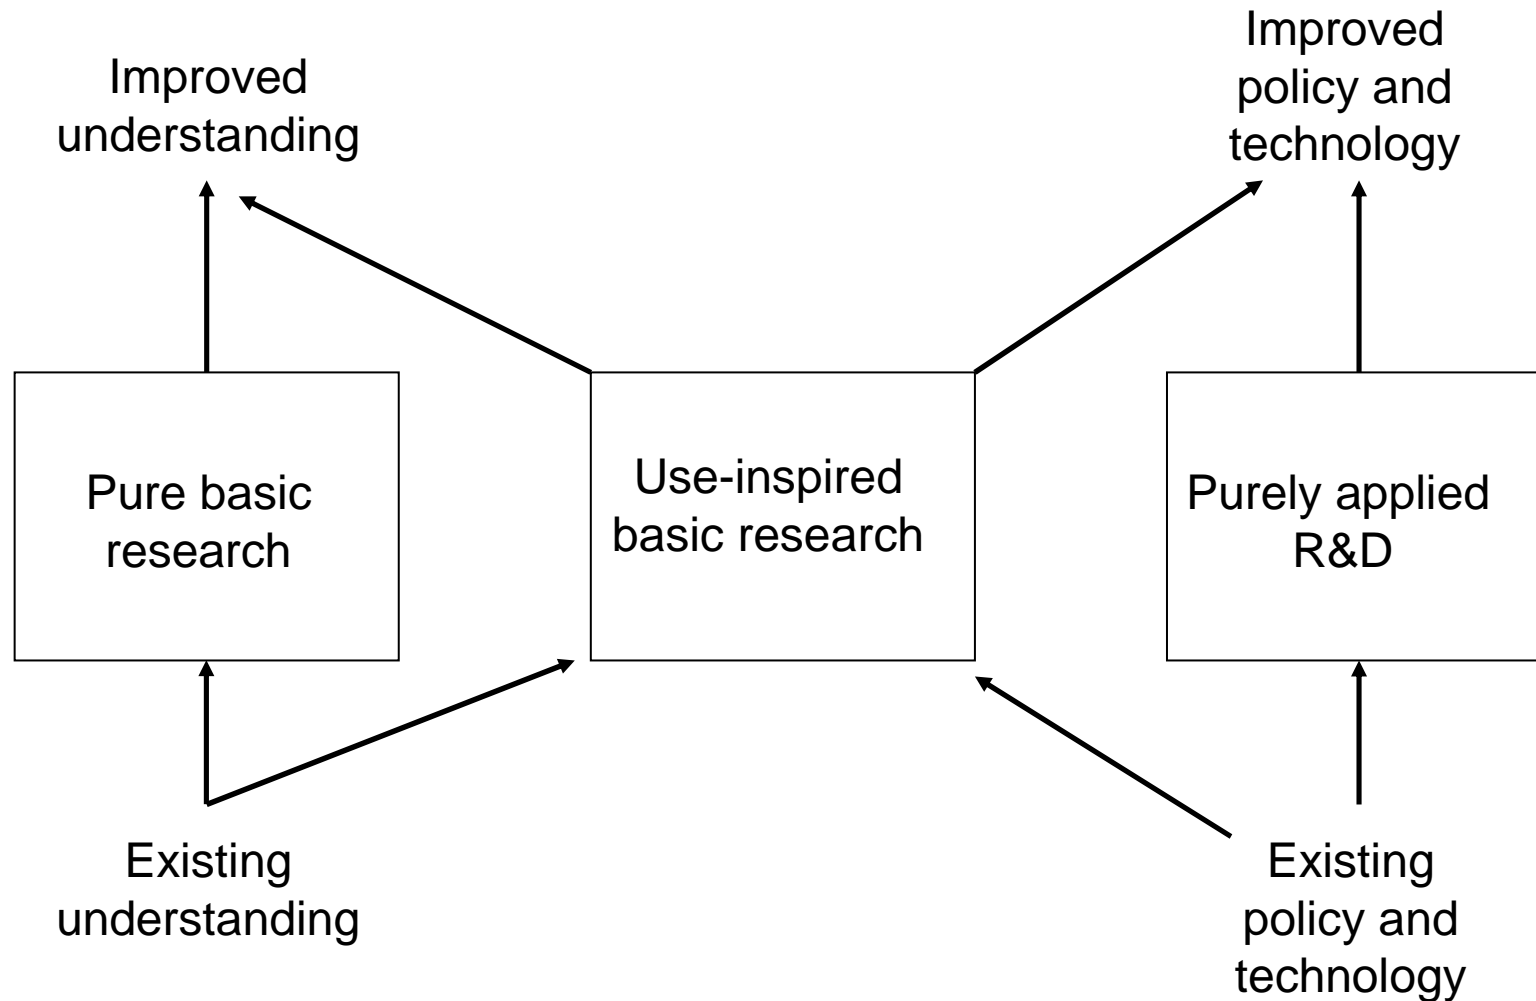 Improved
understanding
Improved
policy and
technology
Pure basic
research
Use-inspired
basic research
Purely applied
R&D
Existing
understanding
Existing
policy and
technology